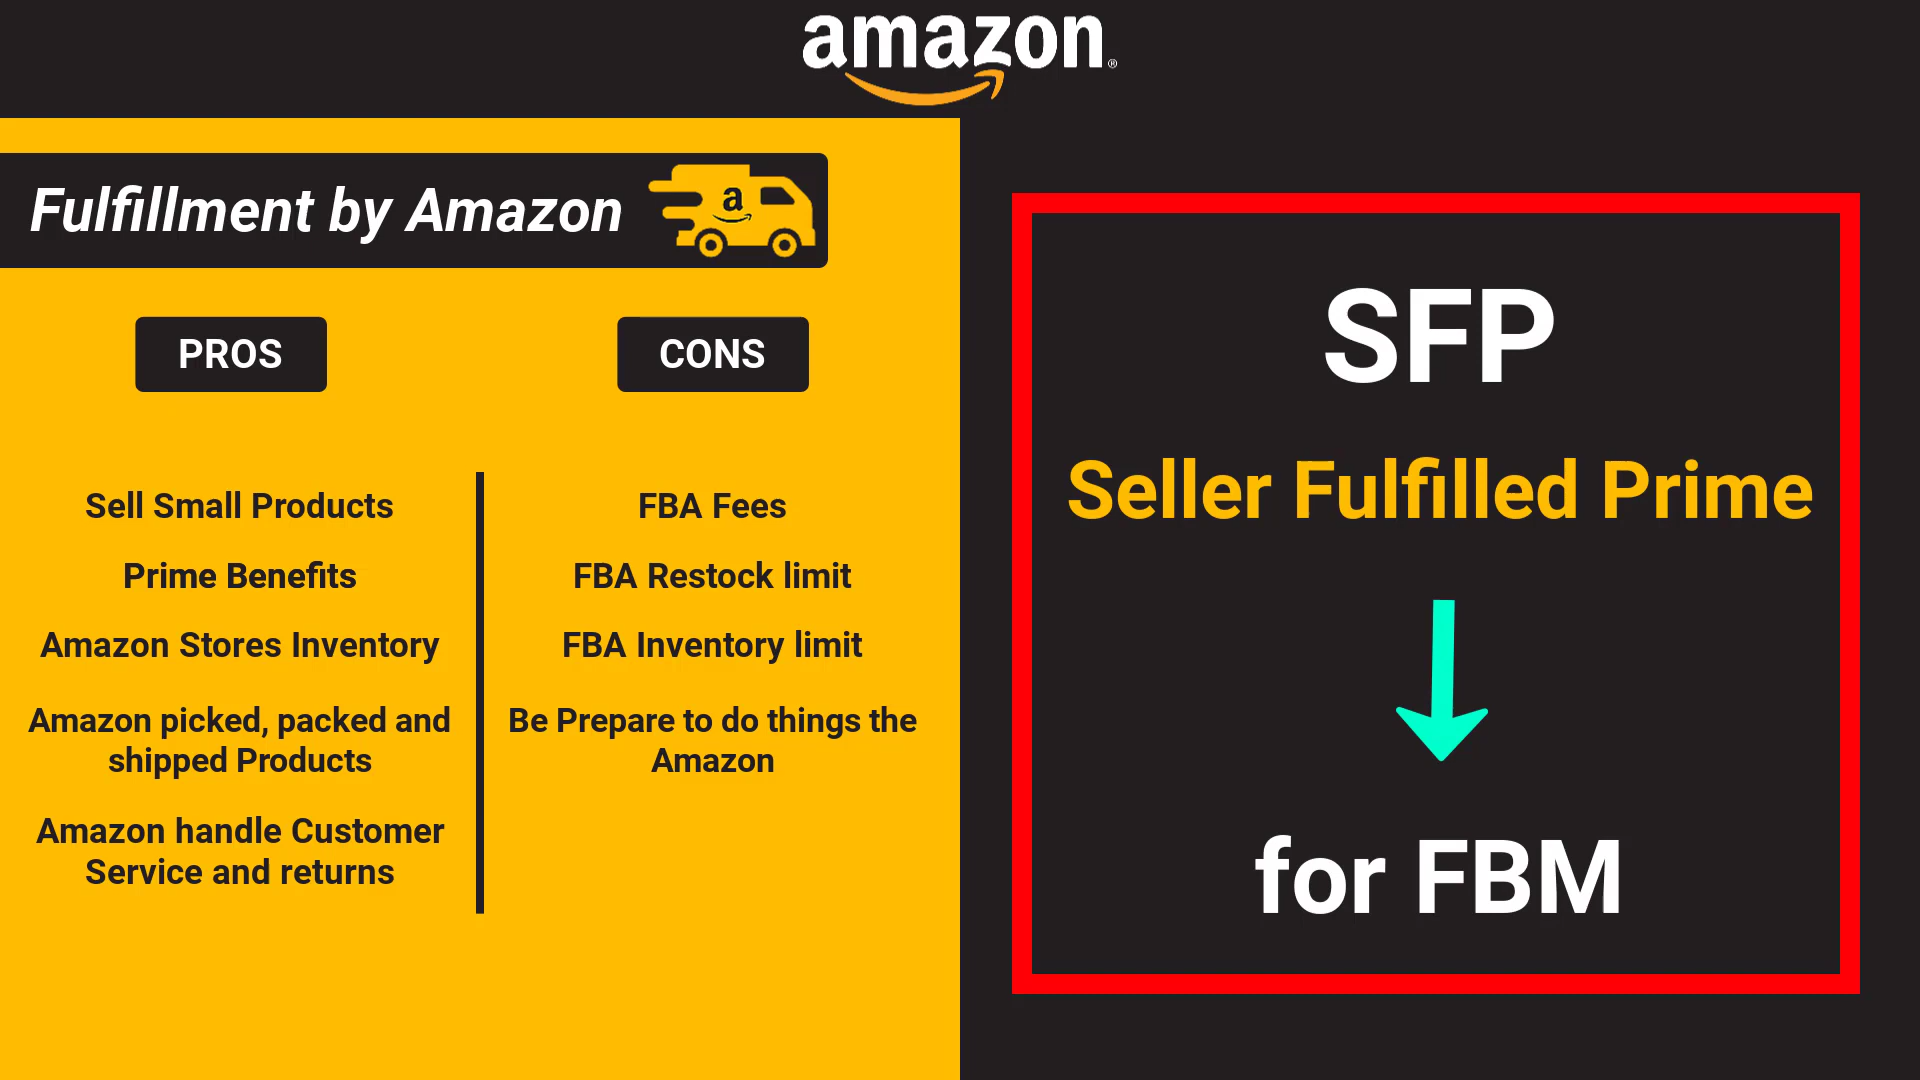 amazon®
Fulfillment by Amazon
a
PROS
Sell Small Products
Prime Benefits
Amazon Stores Inventory
Amazon picked, packed and
shipped Products
Amazon handle Customer
Service and returns
CONS
FBA Fees
FBA Restock limit
FBA Inventory limit
Be Prepare to do things the
Amazon
SFP
Seller Fulfilled Prime
for FBM